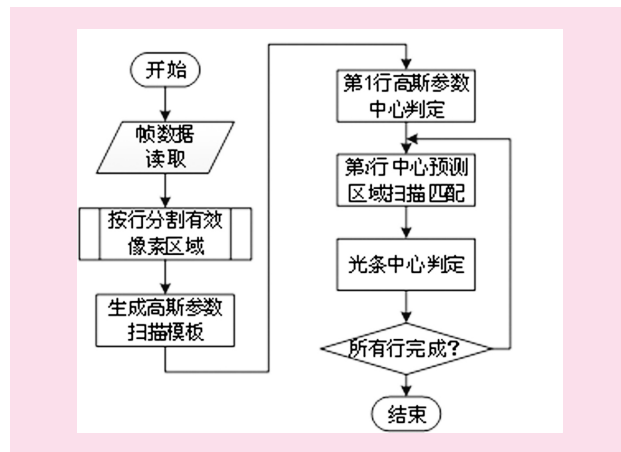 开始
帧数据
读取
按行分割有效
像素区域
生成高斯参数
扫描模板
第1行高斯参数
中心判定
第i行中心预测
区域扫描匹配
光条中心判定
所有行完成?
结束